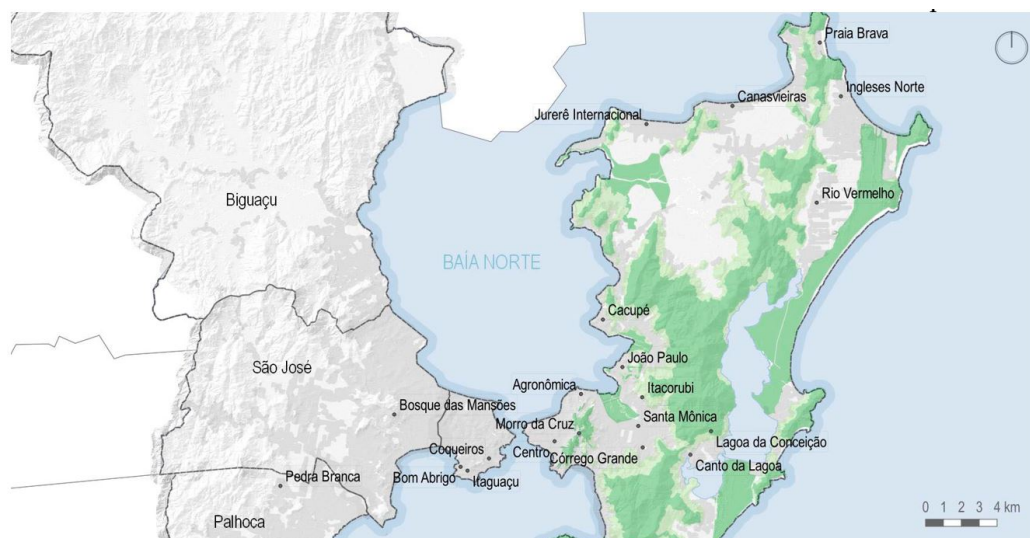 Praia Brava
Ingleses Norte
Canasvieiras
Jurerê Internacional
Rio Vermelho
Biguaçu
BAÍA NORTE
Cacupé
São José
João Paulo
Agronômica
Itacorubi
Bosque das Mansões
Santa Mônica
Morro da Cruz
Lagoa da Conceição
Coqueiros
Centro
Córrego Grande
Canto da Lagoa
Bom Abrigo
Itaguaçu
Pedra Branca
Palhoca
0 1 2 3 4 km